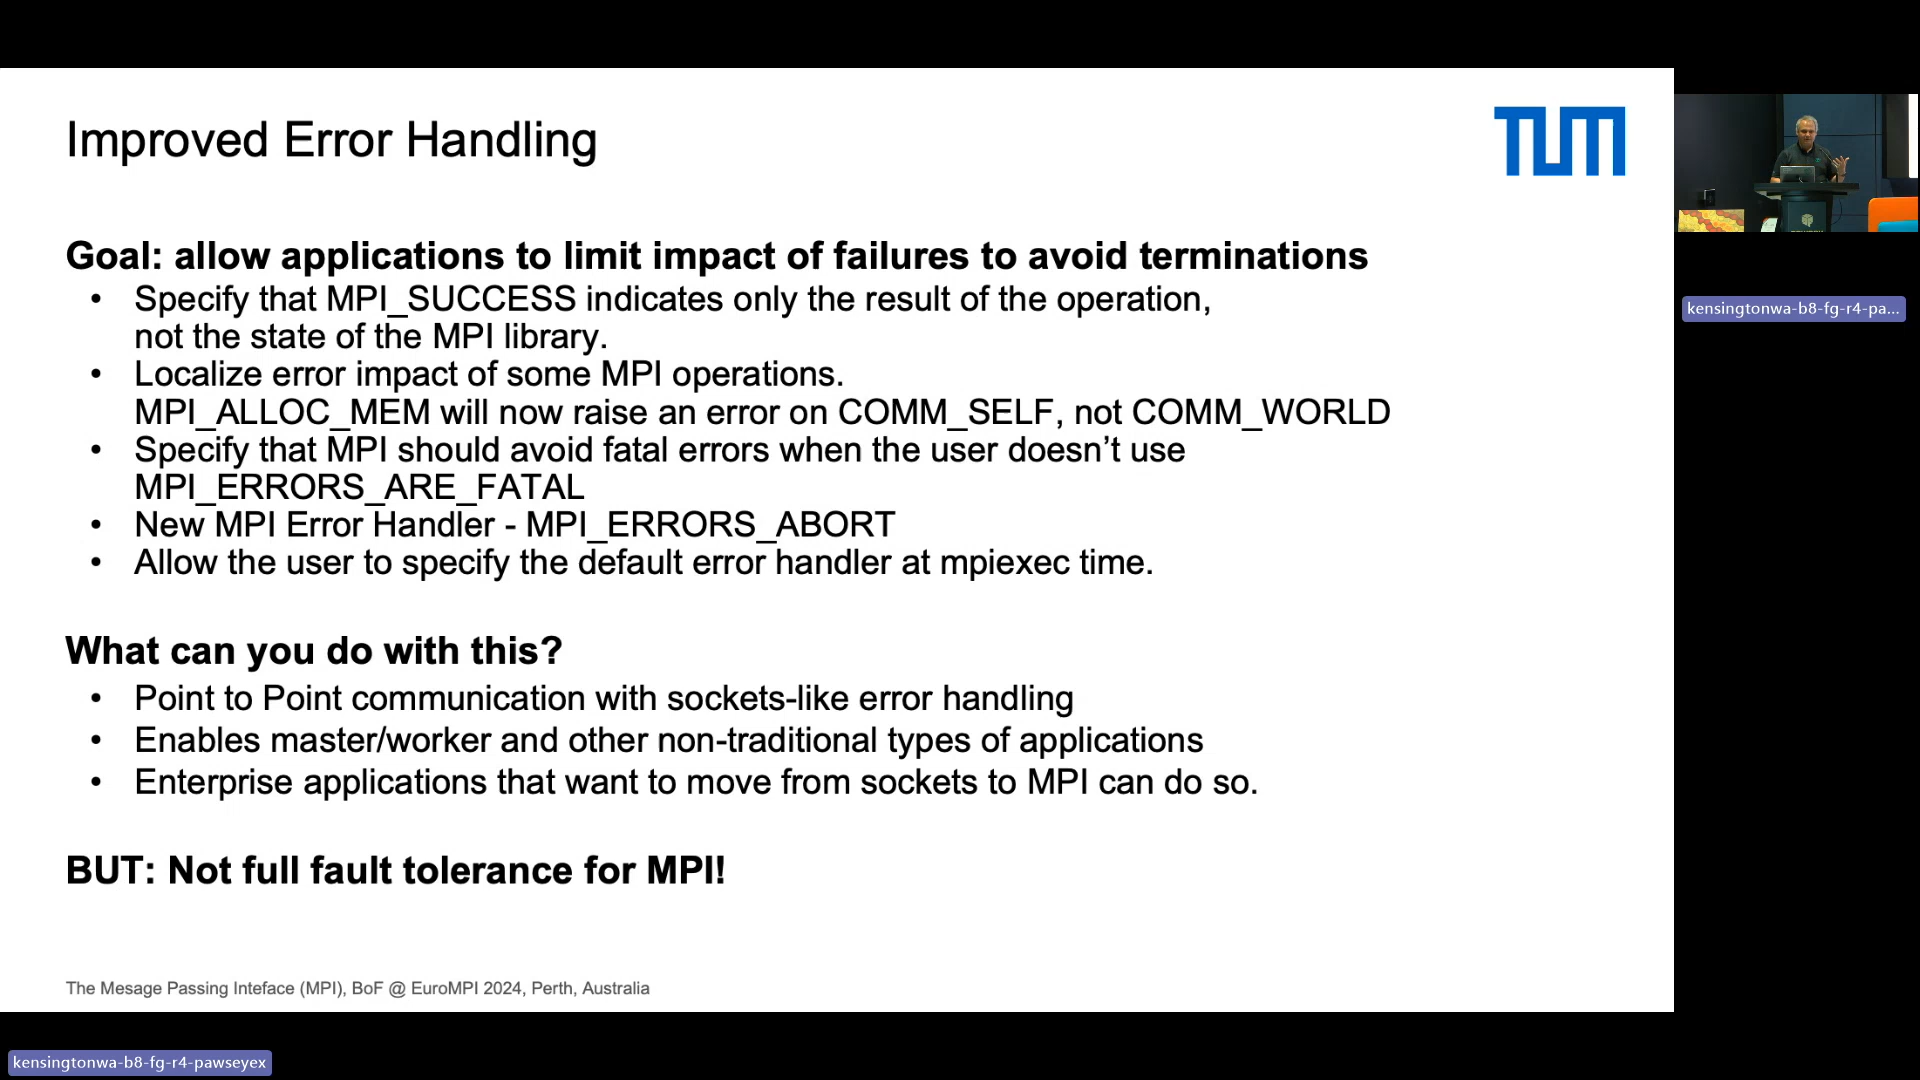 Improved Error Handling
TUM
Goal: allow applications to limit impact of failures to avoid terminations
• Specify that MPI_SUCCESS indicates only the result of the operation,
not the state of the MPI library.
• Localize error impact of some MPI operations.
MPI_ALLOC_MEM will now raise an error on COMM_SELF, not COMM_WORLD
• Specify that MPI should avoid fatal errors when the user doesn’t use
MPI_ERRORS_ARE_FATAL
• New MPI Error Handler - MPI_ERRORS_ABORT
• Allow the user to specify the default error handler at mpiexec time.
What can you do with this?
• Point to Point communication with sockets-like error handling
• Enables master/worker and other non-traditional types of applications
• Enterprise applications that want to move from sockets to MPI can do so.
BUT: Not full fault tolerance for MPI!
The Mesage Passing Inteface (MPI), BoF @ EuroMPI 2024, Perth, Australia
kensingtonwa-b8-fg-r4-pa...
kensingtonwa-b8-fg-r4-pawseyex